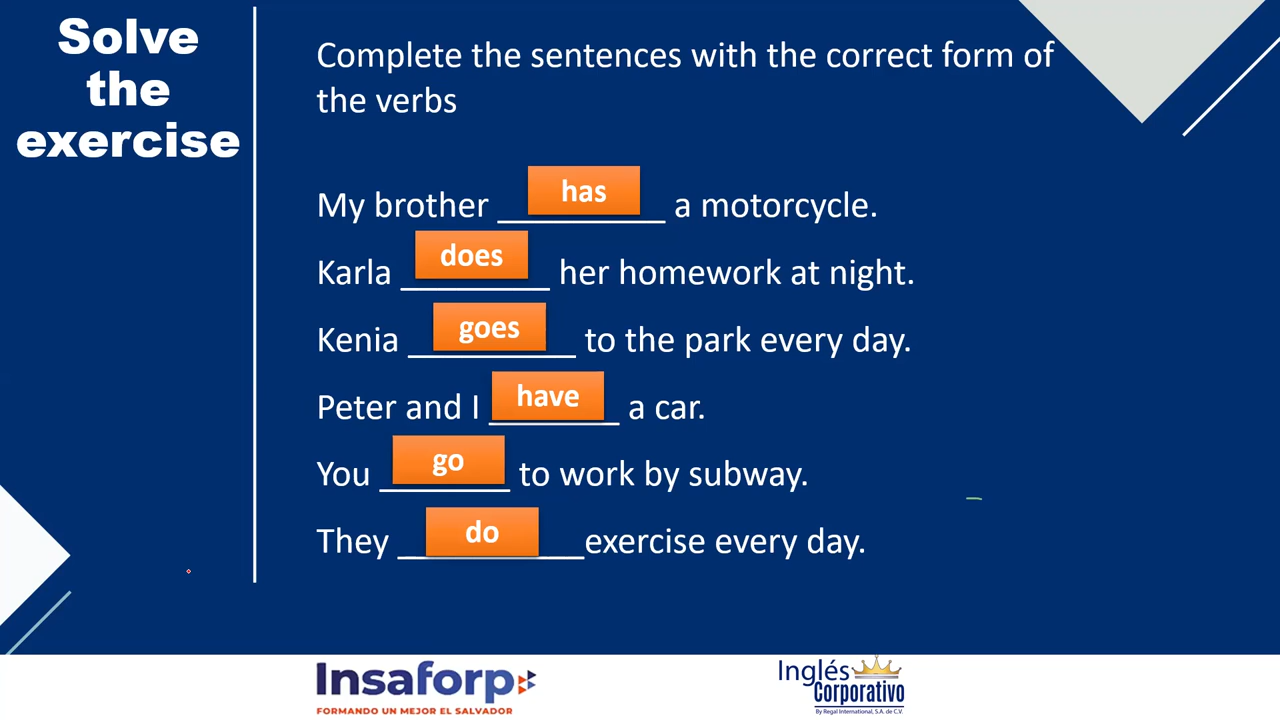 Solve
the
exercise
Complete the sentences with the correct form of
the verbs
My brother has a motorcycle.
Karla does her homework at night.
Kenia goes to the park every day.
Peter and I have a car.
You go to work by subway.
They do exercise every day.
Insaforp
FORMANDO UN MEJOR EL SALVADOR
Inglés
Corporativo
By Regal International, S.A. de C.V.